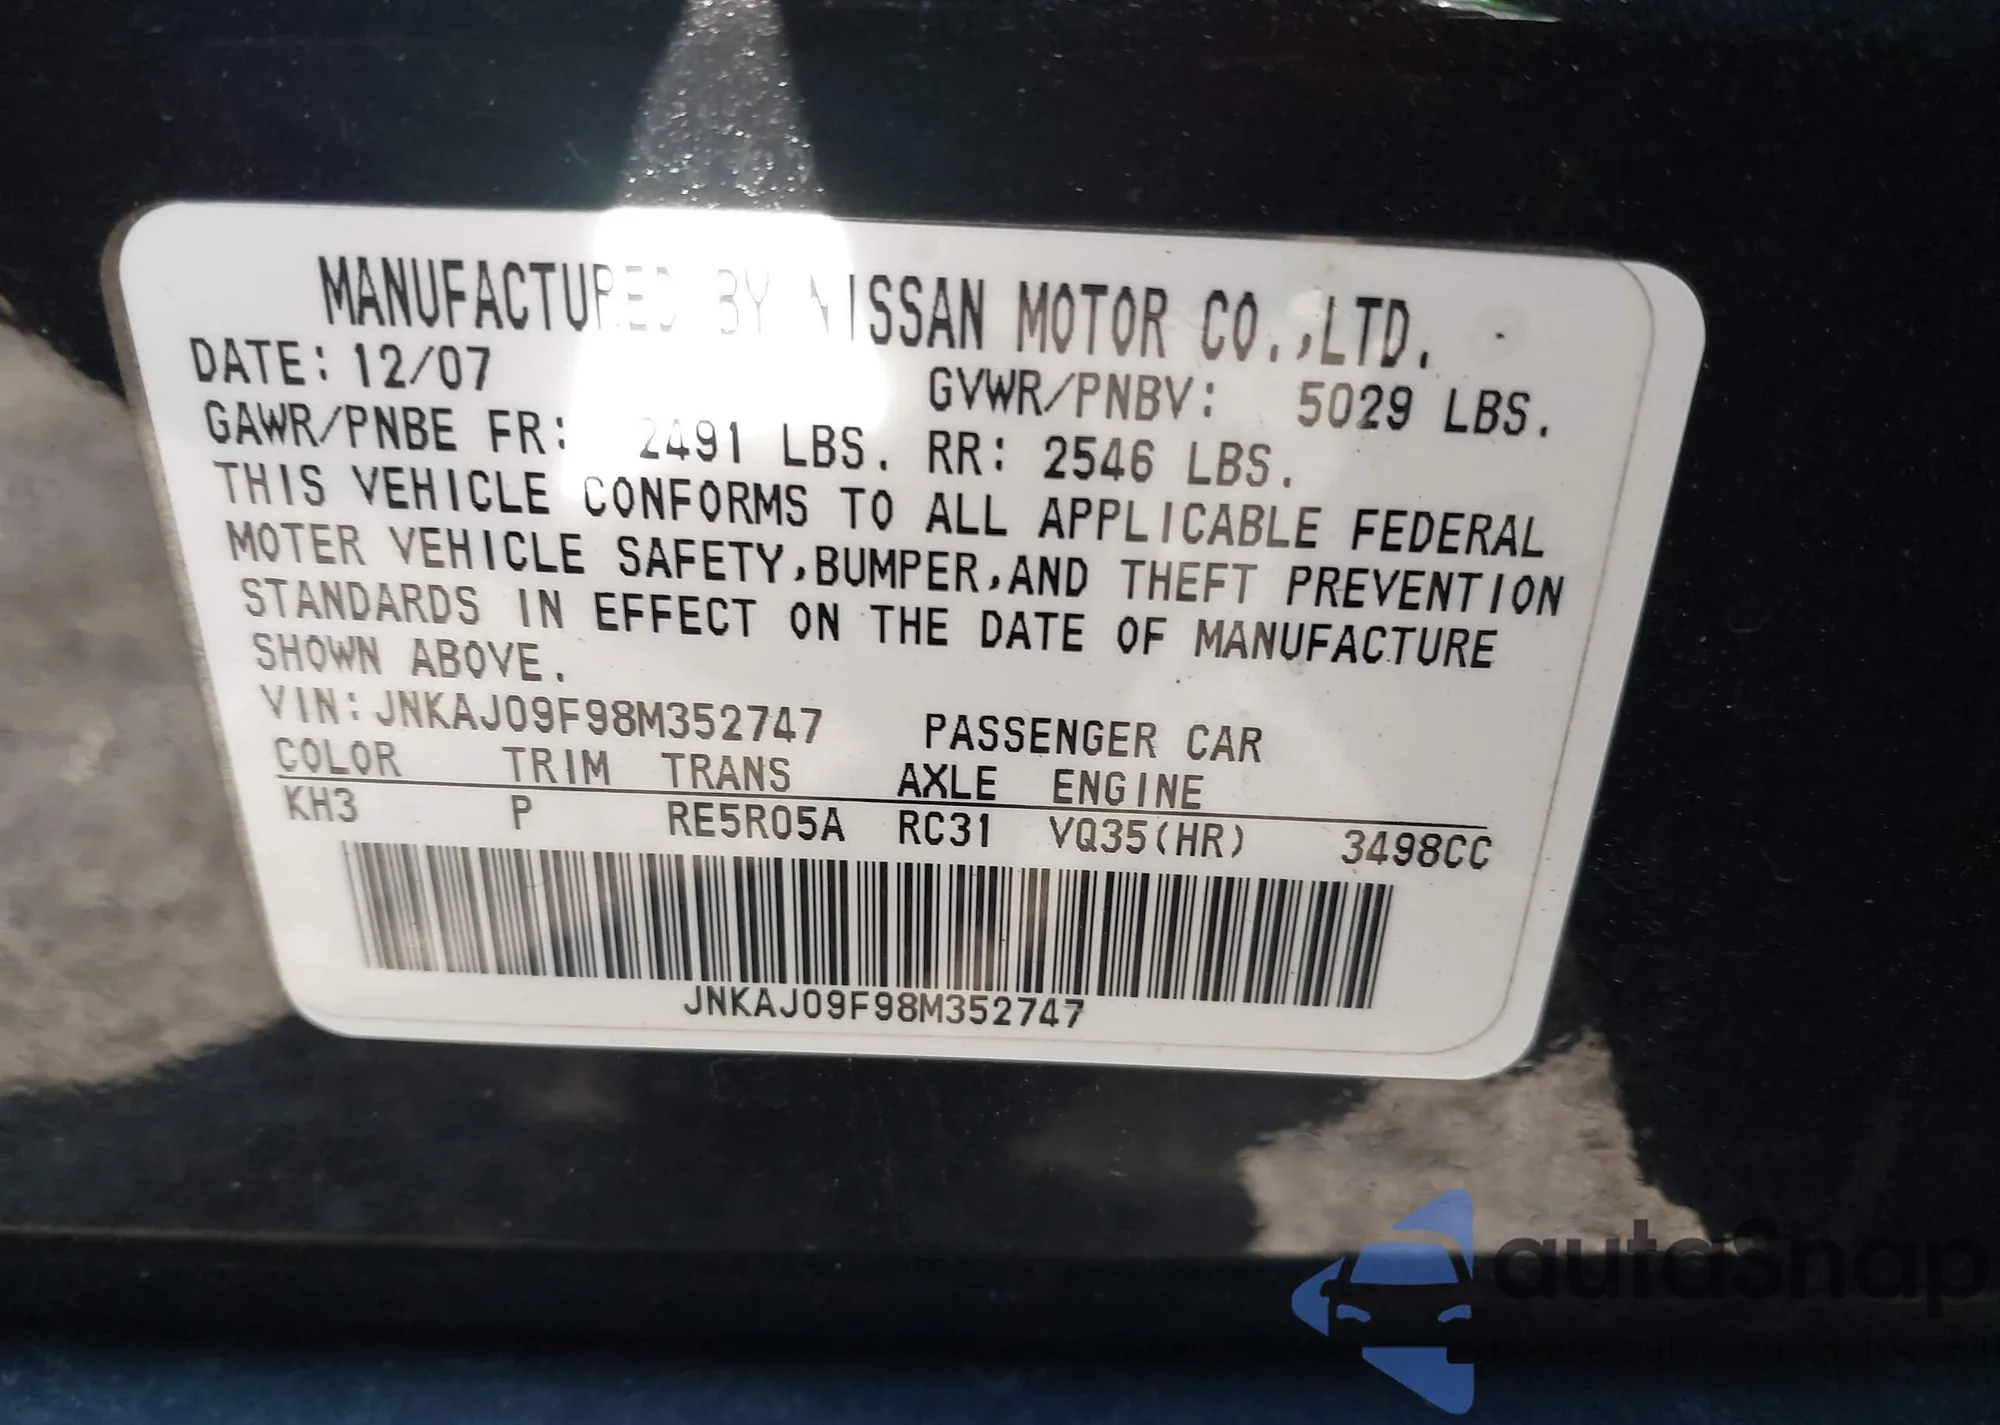 MANUFACTURED BY NISSAN MOTOR CO.,LTD.
DATE: 12/07 GVWR/PNBV: 5029 LBS.
GAWR/PNBE FR: 2491 LBS. RR: 2546 LBS.
THIS VEHICLE CONFORMS TO ALL APPLICABLE FEDERAL
MOTER VEHICLE SAFETY,BUMPER,AND THEFT PREVENTION
STANDARDS IN EFFECT ON THE DATE OF MANUFACTURE
SHOWN ABOVE.
VIN:JNKAJ09F98M352747 PASSENGER CAR
COLOR TRIM TRANS AXLE ENGINE
KH3 P RE5R05A RC31 VQ35(HR) 3498CC
JNKAJ09F98M352747
autosnap